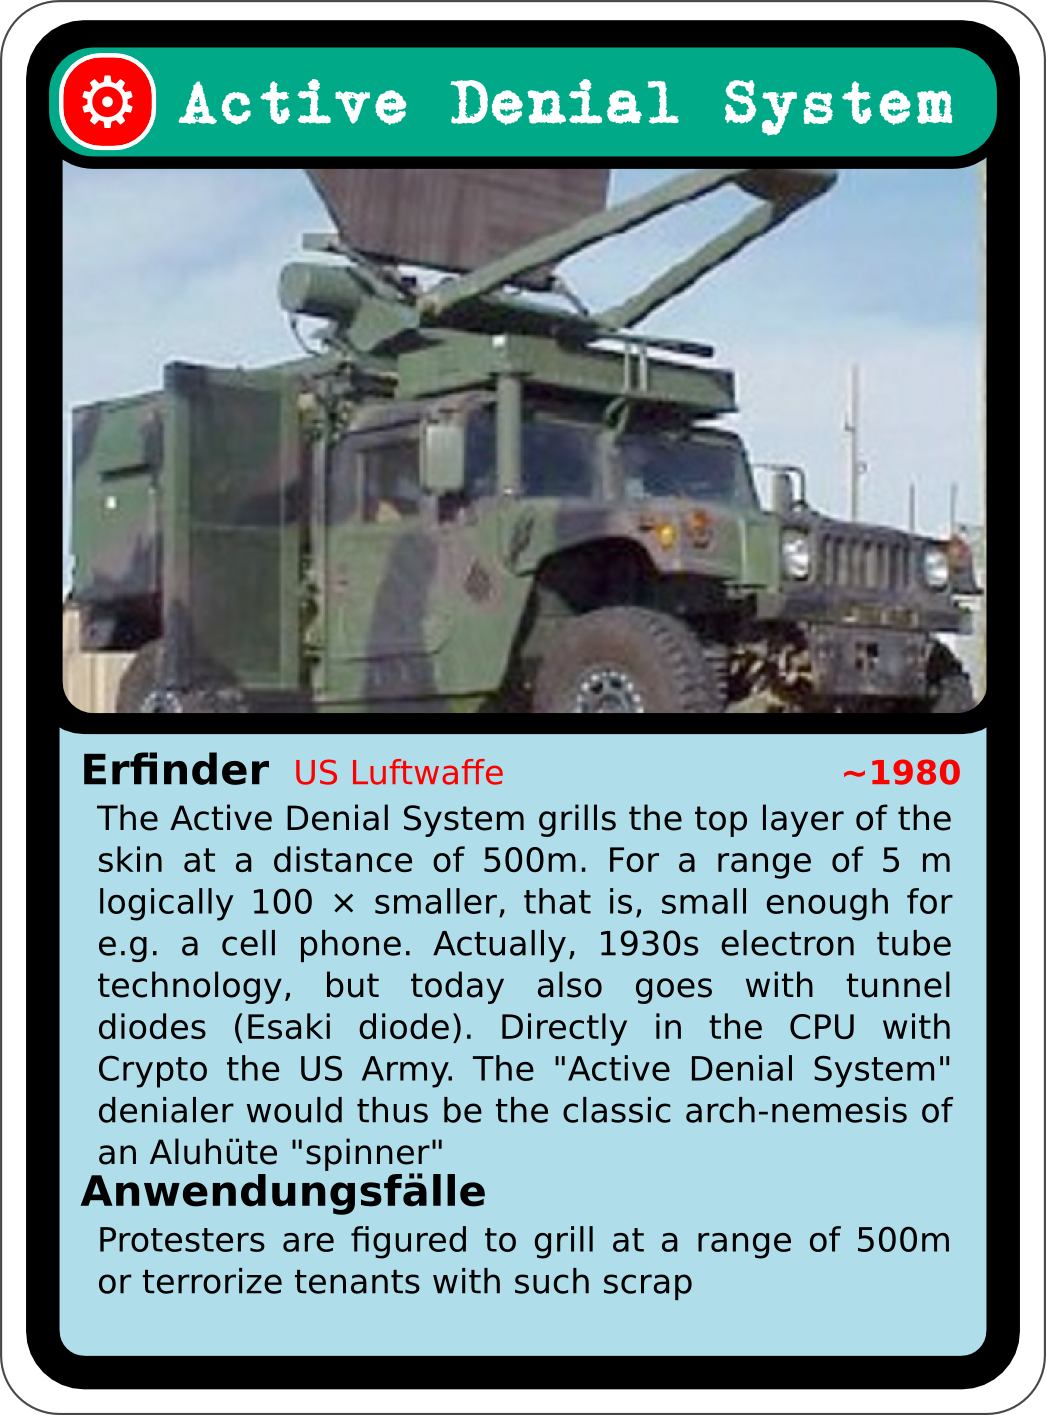 Active Denial System
Erfinder US Luftwaffe ~1980
The Active Denial System grills the top layer of the
skin at a distance of 500m. For a range of 5 m
logically 100 × smaller, that is, small enough for
e.g. a cell phone. Actually, 1930s electron tube
technology, but today also goes with tunnel
diodes (Esaki diode). Directly in the CPU with
Crypto the US Army. The "Active Denial System"
denialer would thus be the classic arch-nemesis of
an Aluhüte "spinner"
Anwendungsfälle
Protesters are figured to grill at a range of 500m
or terrorize tenants with such scrap